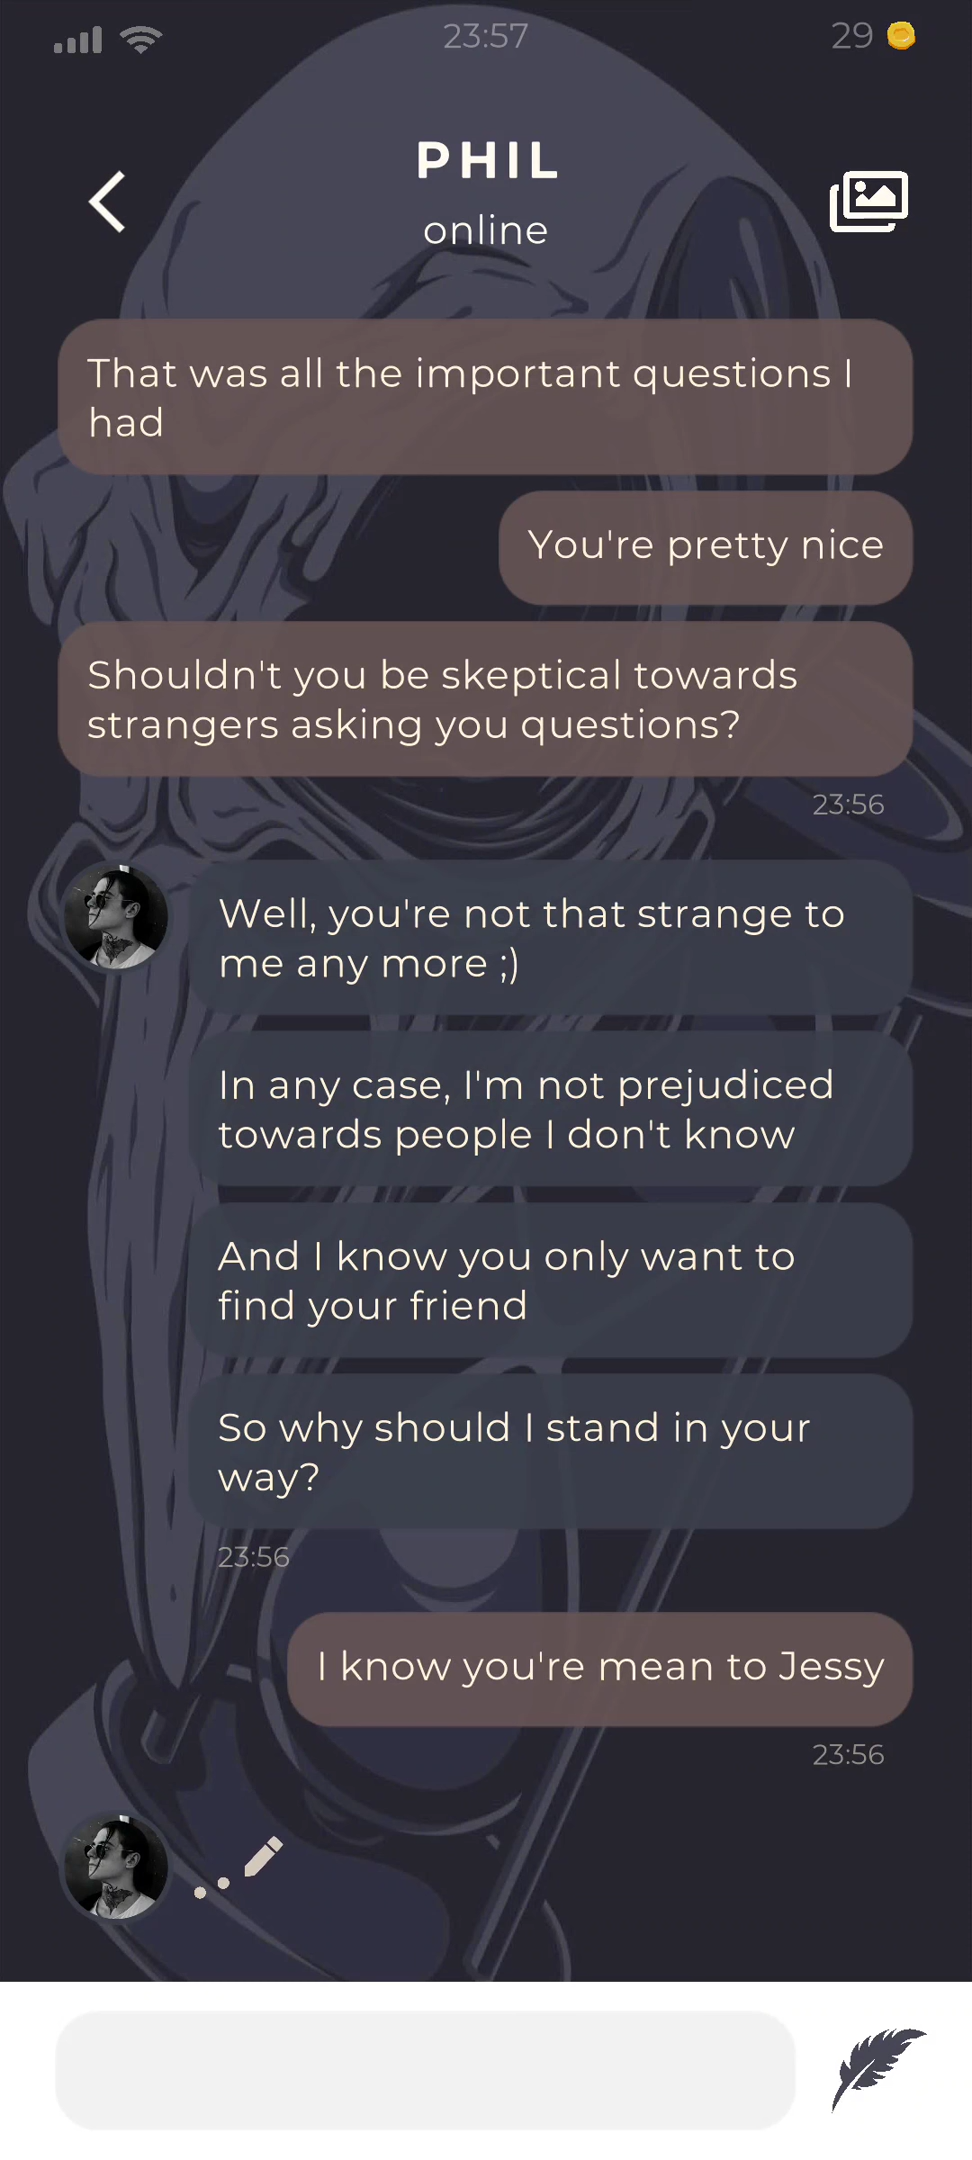 23:57
29
PHIL
online
That was all the important questions I
had
You're pretty nice
Shouldn't you be skeptical towards
strangers asking you questions?
23:56
Well, you're not that strange to
me any more ;)
In any case, I'm not prejudiced
towards people I don't know
And I know you only want to
find your friend
So why should I stand in your
way?
23:56
I know you're mean to Jessy
23:56